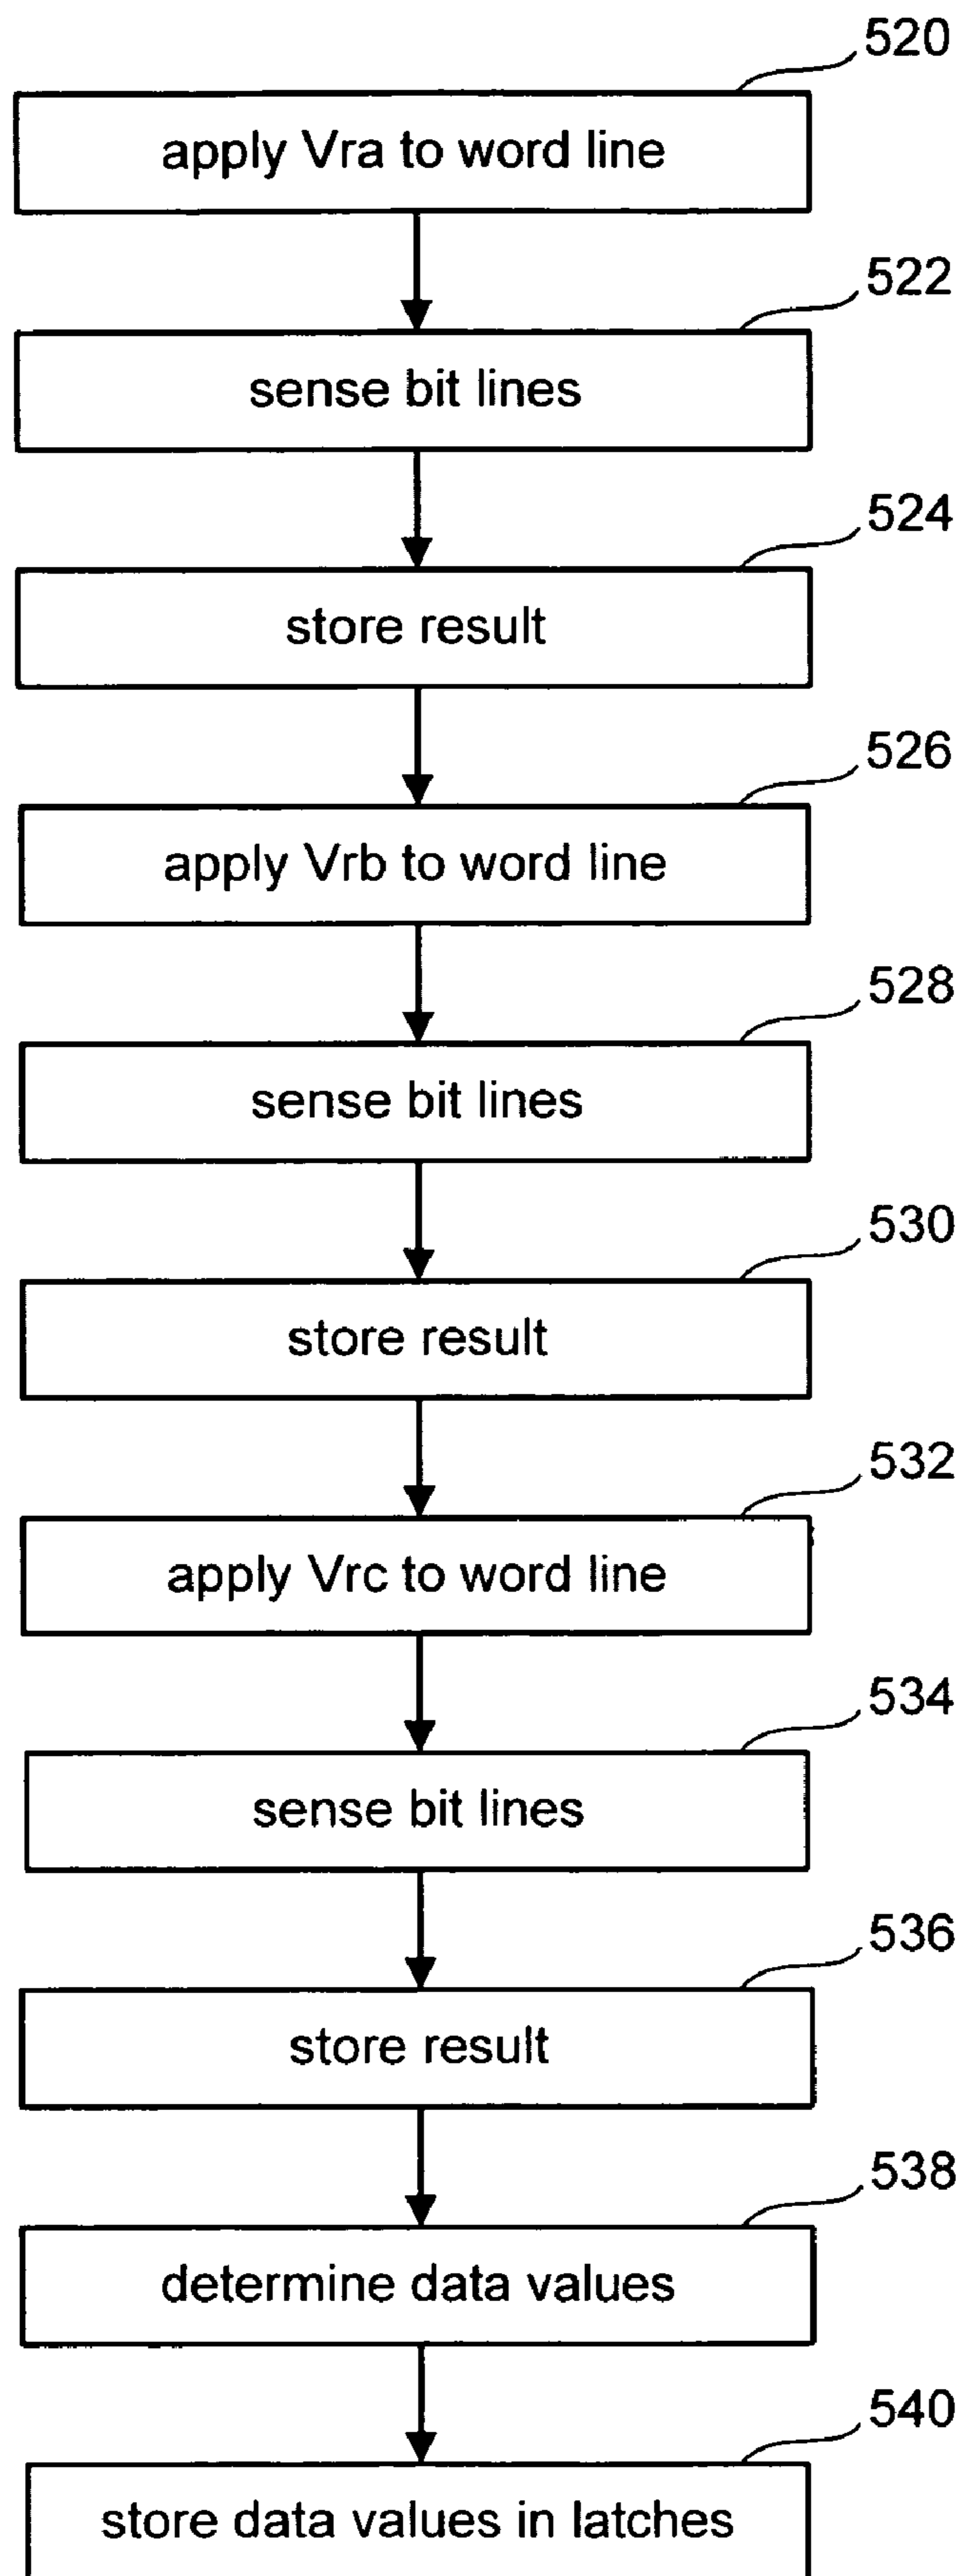 520
apply Vra to word line
522
sense bit lines
524
store result
526
apply Vrb to word line
528
sense bit lines
530
store result
532
apply Vrc to word line
534
sense bit lines
536
store result
538
determine data values
540
store data values in latches